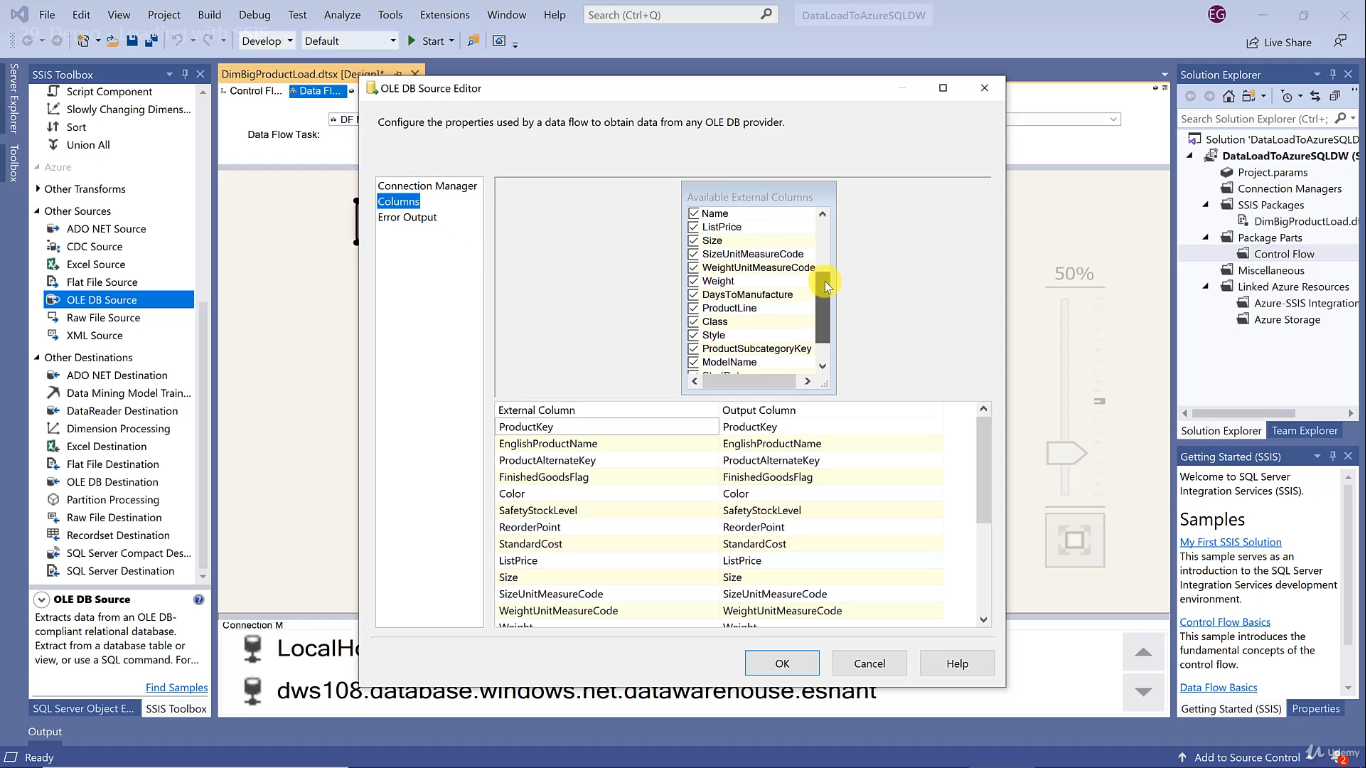 File Edit View Project Build Debug Test Analyze Tools Extensions Window Help Search (Ctrl+Q) DataLoadToAzureSQLDW EG
Develop Default Start Live Share
SSIS Toolbox
Script Component
Slowly Changing Dimens...
Sort
Union All
Azure
Other Transforms
Other Sources
ADO NET Source
CDC Source
Excel Source
Flat File Source
OLE DB Source
Raw File Source
XML Source
Other Destinations
ADO NET Destination
Data Mining Model Train...
DataReader Destination
Dimension Processing
Excel Destination
Flat File Destination
OLE DB Destination
Partition Processing
Raw File Destination
Recordset Destination
SQL Server Compact Des...
SQL Server Destination
OLE DB Source
Extracts data from an OLE DB-
compliant relational database.
Extract from a database table or
view, or use a SQL command. Fo...
Find Samples
SQL Server Object E... SSIS Toolbox
Server Explorer
Toolbox
DimBigProductLoad.dtsx [Design]*
Control Fl... Data Fl...
Data Flow Task: DF
OLE DB Source Editor
Configure the properties used by a data flow to obtain data from any OLE DB provider.
Connection Manager
Columns
Error Output
Available External Columns
Name
ListPrice
Size
SizeUnitMeasureCode
WeightUnitMeasureCode
Weight
DaysToManufacture
ProductLine
Class
Style
ProductSubcategoryKey
ModelName
External Column Output Column
ProductKey ProductKey
EnglishProductName EnglishProductName
ProductAlternateKey ProductAlternateKey
FinishedGoodsFlag FinishedGoodsFlag
Color Color
SafetyStockLevel SafetyStockLevel
ReorderPoint ReorderPoint
StandardCost StandardCost
ListPrice ListPrice
Size Size
SizeUnitMeasureCode SizeUnitMeasureCode
WeightUnitMeasureCode WeightUnitMeasureCode
Weight Weight
OK Cancel Help
50%
Connection M
LocalHo
dws108.database.windows.net.datawarehouse.eshant
Solution Explorer
Search Solution Explorer (Ctrl+;)
Solution 'DataLoadToAzureSQLD
DataLoadToAzureSQLDW (S
Project.params
Connection Managers
SSIS Packages
DimBigProductLoad.d
Package Parts
Control Flow
Miscellaneous
Linked Azure Resources
Azure-SSIS Integration
Azure Storage
Solution Explorer Team Explorer
Getting Started (SSIS)
Welcome to SQL Server
Integration Services (SSIS).
Samples
My First SSIS Solution
This sample serves as an
introduction to the SQL
Server Integration Services
development
environment.
Control Flow Basics
This sample introduces the
fundamental concepts of the
control flow.
Data Flow Basics
Getting Started (SSIS) Properties
Output
Ready Add to Source Control 2
Udemy